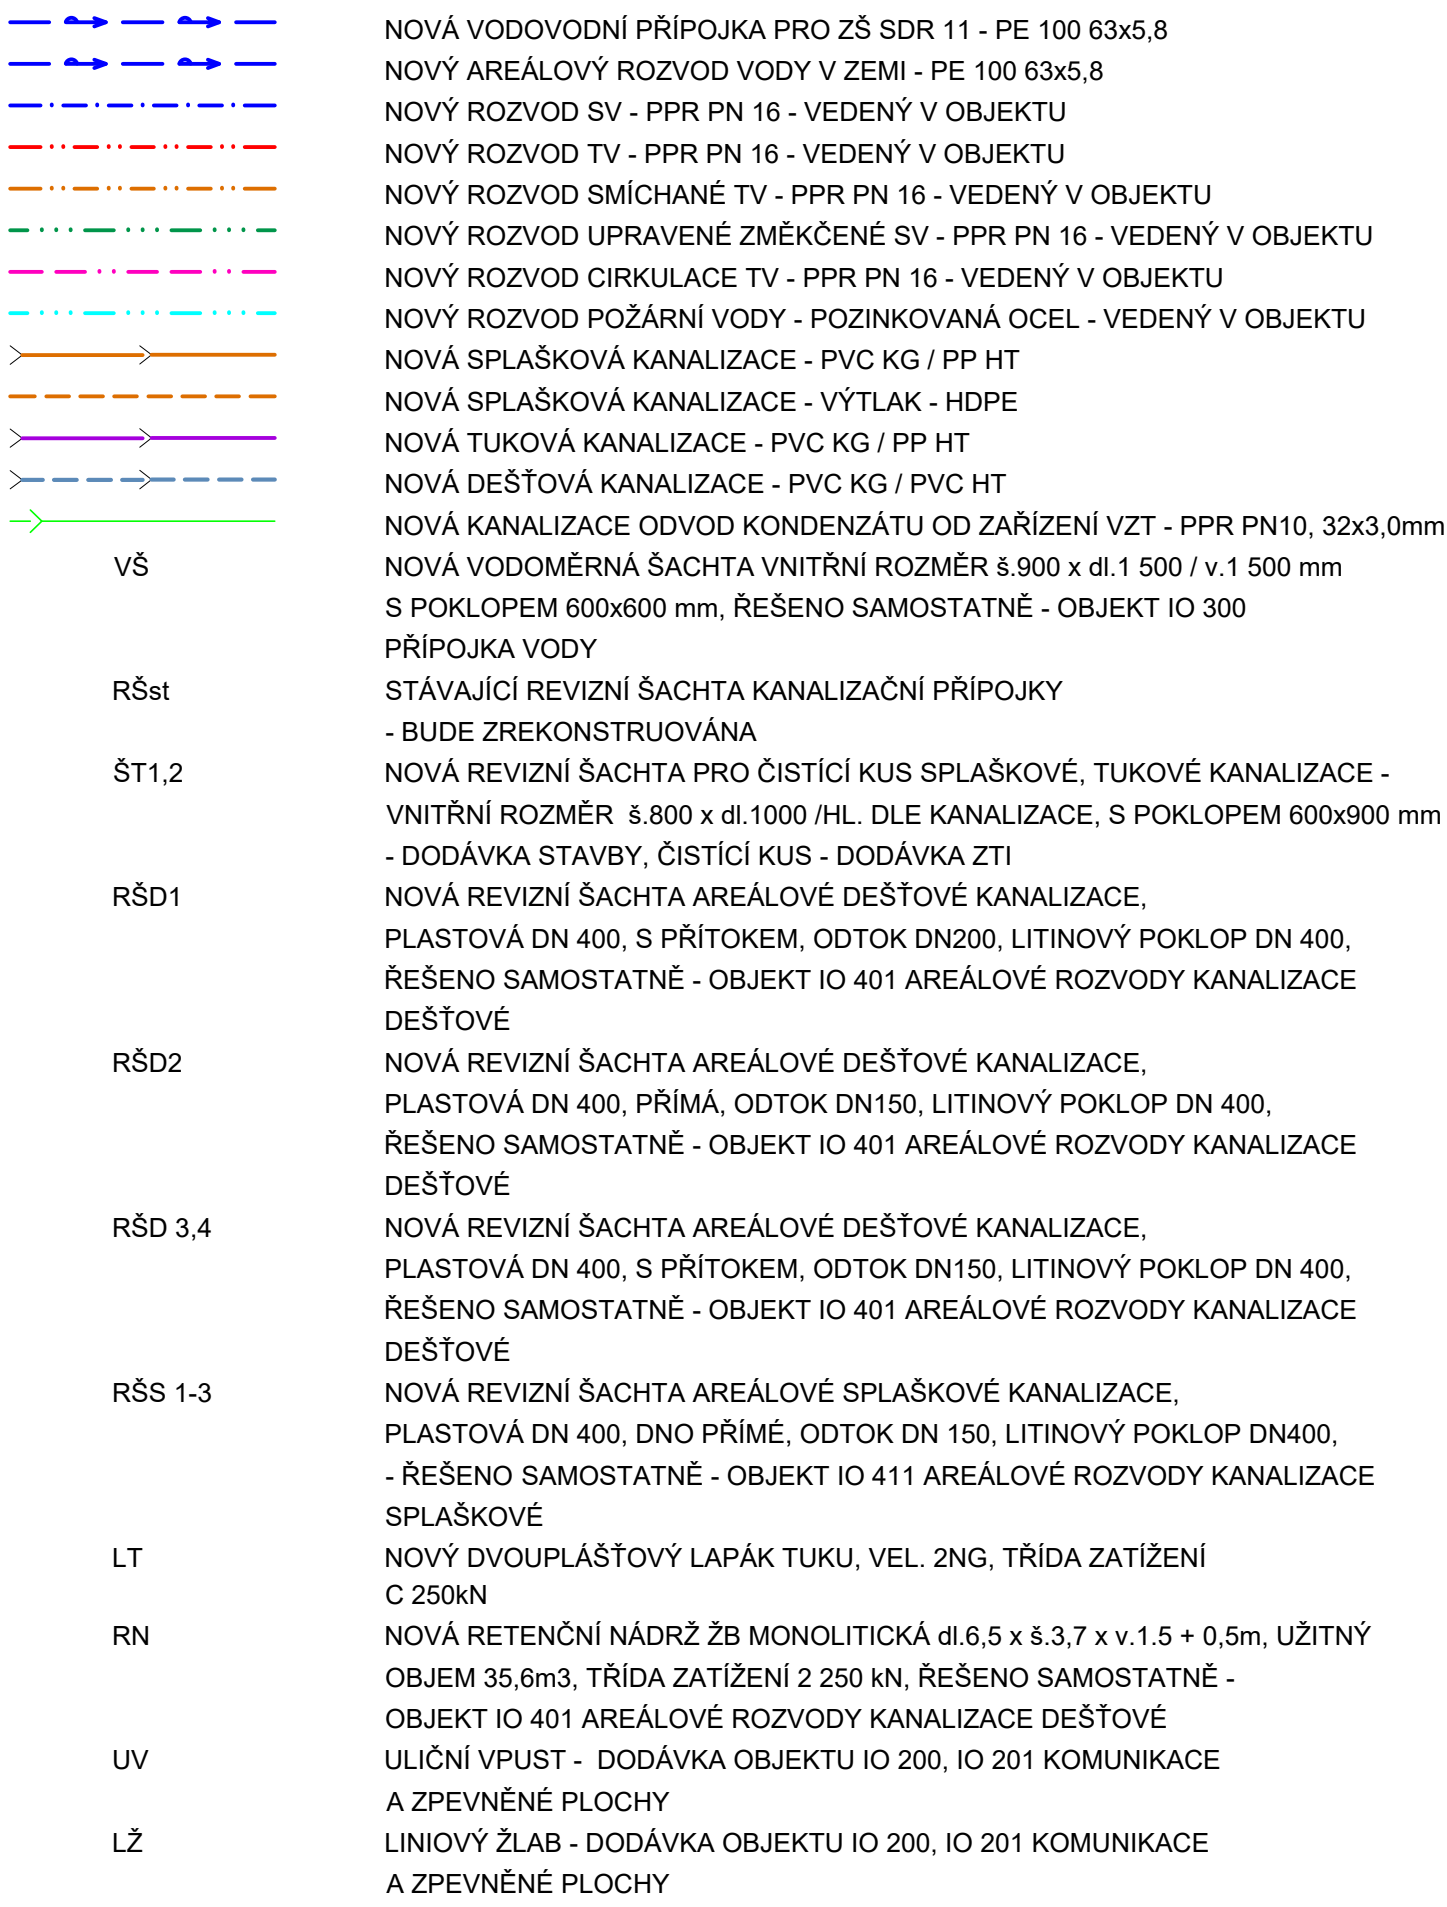 NOVÁ VODOVODNÍ PŘÍPOJKA PRO ZŠ SDR 11 - PE 100 63x5,8
NOVÝ AREÁLOVÝ ROZVOD VODY V ZEMI - PE 100 63x5,8
NOVÝ ROZVOD SV - PPR PN 16 - VEDENÝ V OBJEKTU
NOVÝ ROZVOD TV - PPR PN 16 - VEDENÝ V OBJEKTU
NOVÝ ROZVOD SMÍCHANÉ TV - PPR PN 16 - VEDENÝ V OBJEKTU
NOVÝ ROZVOD UPRAVENÉ ZMĚKČENÉ SV - PPR PN 16 - VEDENÝ V OBJEKTU
NOVÝ ROZVOD CIRKULACE TV - PPR PN 16 - VEDENÝ V OBJEKTU
NOVÝ ROZVOD POŽÁRNÍ VODY - POZINKOVANÁ OCEL - VEDENÝ V OBJEKTU
NOVÁ SPLAŠKOVÁ KANALIZACE - PVC KG / PP HT
NOVÁ SPLAŠKOVÁ KANALIZACE - VÝTLAK - HDPE
NOVÁ TUKOVÁ KANALIZACE - PVC KG / PP HT
NOVÁ DEŠŤOVÁ KANALIZACE - PVC KG / PVC HT
NOVÁ KANALIZACE ODVOD KONDENZÁTU OD ZAŘÍZENÍ VZT - PPR PN10, 32x3,0mm
VŠ NOVÁ VODOMĚRNÁ ŠACHTA VNITŘNÍ ROZMĚR š.900 x dl.1 500 / v.1 500 mm
S POKLOPEM 600x600 mm, ŘEŠENO SAMOSTATNĚ - OBJEKT IO 300
PŘÍPOJKA VODY
RŠst STÁVAJÍCÍ REVIZNÍ ŠACHTA KANALIZAČNÍ PŘÍPOJKY
- BUDE ZREKONSTRUOVÁNA
ŠT1,2 NOVÁ REVIZNÍ ŠACHTA PRO ČISTÍCÍ KUS SPLAŠKOVÉ, TUKOVÉ KANALIZACE -
VNITŘNÍ ROZMĚR š.800 x dl.1000 /HL. DLE KANALIZACE, S POKLOPEM 600x900 mm
- DODÁVKA STAVBY, ČISTÍCÍ KUS - DODÁVKA ZTI
RŠD1 NOVÁ REVIZNÍ ŠACHTA AREÁLOVÉ DEŠŤOVÉ KANALIZACE,
PLASTOVÁ DN 400, S PŘÍTOKEM, ODTOK DN200, LITINOVÝ POKLOP DN 400,
ŘEŠENO SAMOSTATNĚ - OBJEKT IO 401 AREÁLOVÉ ROZVODY KANALIZACE
DEŠŤOVÉ
RŠD2 NOVÁ REVIZNÍ ŠACHTA AREÁLOVÉ DEŠŤOVÉ KANALIZACE,
PLASTOVÁ DN 400, PŘÍMÁ, ODTOK DN150, LITINOVÝ POKLOP DN 400,
ŘEŠENO SAMOSTATNĚ - OBJEKT IO 401 AREÁLOVÉ ROZVODY KANALIZACE
DEŠŤOVÉ
RŠD 3,4 NOVÁ REVIZNÍ ŠACHTA AREÁLOVÉ DEŠŤOVÉ KANALIZACE,
PLASTOVÁ DN 400, S PŘÍTOKEM, ODTOK DN150, LITINOVÝ POKLOP DN 400,
ŘEŠENO SAMOSTATNĚ - OBJEKT IO 401 AREÁLOVÉ ROZVODY KANALIZACE
DEŠŤOVÉ
RŠS 1-3 NOVÁ REVIZNÍ ŠACHTA AREÁLOVÉ SPLAŠKOVÉ KANALIZACE,
PLASTOVÁ DN 400, DNO PŘÍMÉ, ODTOK DN 150, LITINOVÝ POKLOP DN400,
- ŘEŠENO SAMOSTATNĚ - OBJEKT IO 411 AREÁLOVÉ ROZVODY KANALIZACE
SPLAŠKOVÉ
LT NOVÝ DVOUPLÁŠŤOVÝ LAPÁK TUKU, VEL. 2NG, TŘÍDA ZATÍŽENÍ
C 250kN
RN NOVÁ RETENČNÍ NÁDRŽ ŽB MONOLITICKÁ dl.6,5 x š.3,7 x v.1.5 + 0,5m, UŽITNÝ
OBJEM 35,6m3, TŘÍDA ZATÍŽENÍ 2 250 kN, ŘEŠENO SAMOSTATNĚ -
OBJEKT IO 401 AREÁLOVÉ ROZVODY KANALIZACE DEŠŤOVÉ
UV ULIČNÍ VPUST - DODÁVKA OBJEKTU IO 200, IO 201 KOMUNIKACE
A ZPEVNĚNÉ PLOCHY
LŽ LINIOVÝ ŽLAB - DODÁVKA OBJEKTU IO 200, IO 201 KOMUNIKACE
A ZPEVNĚNÉ PLOCHY